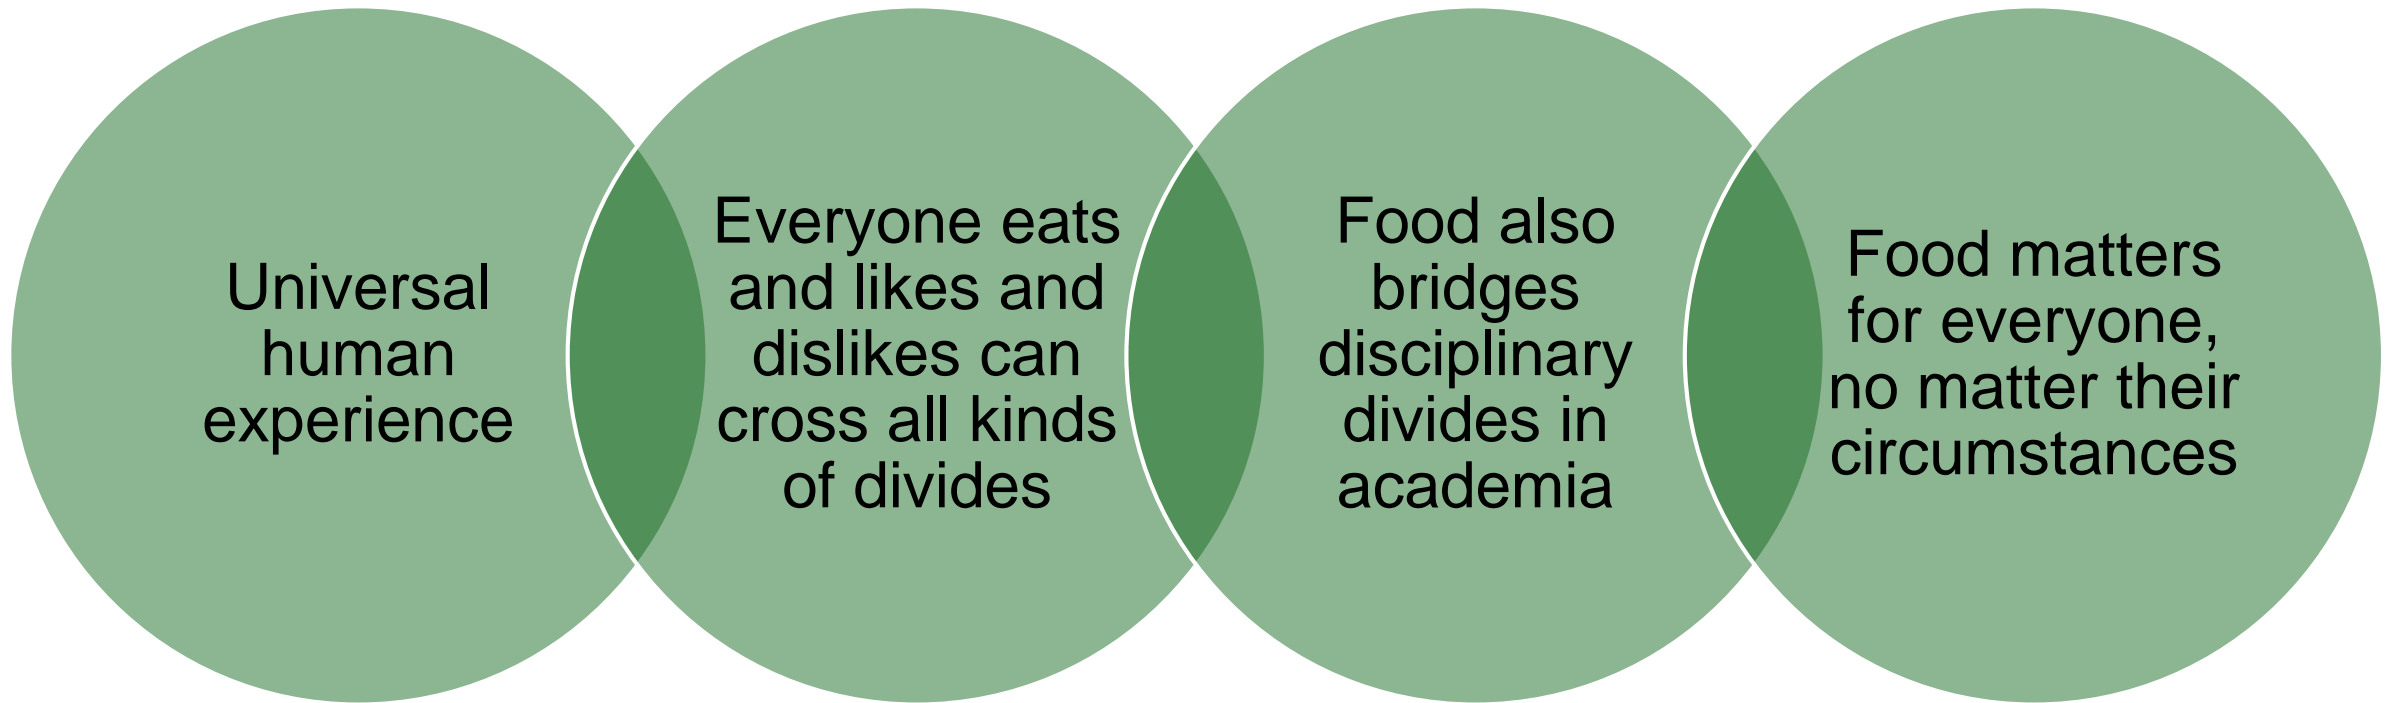 Universal
human
experience
Everyone eats
and likes and
dislikes can
cross all kinds
of divides
Food also
bridges
disciplinary
divides in
academia
Food matters
for everyone,
no matter their
circumstances